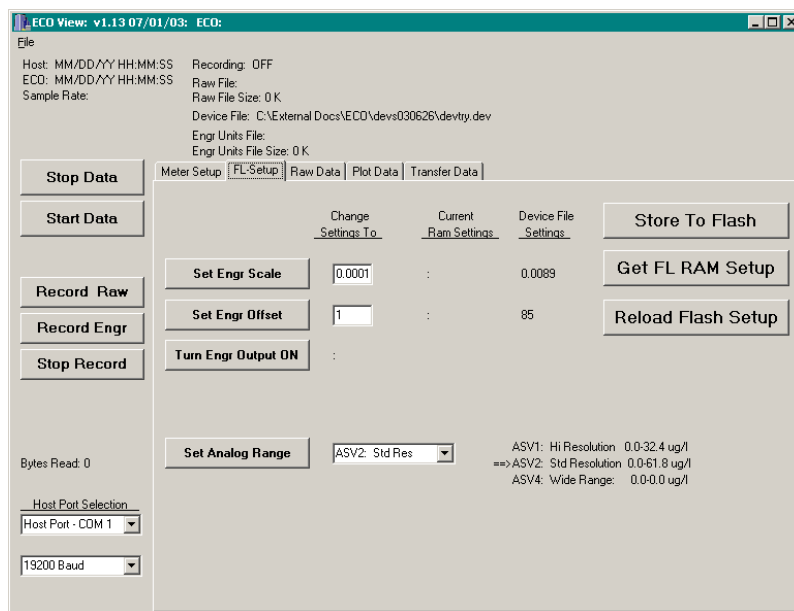 ECO View: v1.13 07/01/03: ECO:
File
Host: MM/DD/YY HH:MM:SS Recording: OFF
ECO: MM/DD/YY HH:MM:SS Raw File:
Sample Rate: Raw File Size: 0 K
Device File: C:\External Docs\ECO\devs030626\devtry.dev
Engr Units File:
Engr Units File Size: 0 K
Stop Data
Meter Setup FL-Setup Raw Data Plot Data Transfer Data
Start Data
Change Settings To
Current Ram Settings
Device File Settings
Store To Flash
Set Engr Scale 0.0001 : 0.0089
Get FL RAM Setup
Record Raw
Set Engr Offset 1 : 85
Reload Flash Setup
Record Engr
Turn Engr Output ON :
Stop Record
Set Analog Range ASV2: Std Res
ASV1: Hi Resolution 0.0-32.4 ug/l
==>ASV2: Std Resolution 0.0-61.8 ug/l
ASV4: Wide Range: 0.0-0.0 ug/l
Bytes Read: 0
Host Port Selection
Host Port - COM 1
19200 Baud